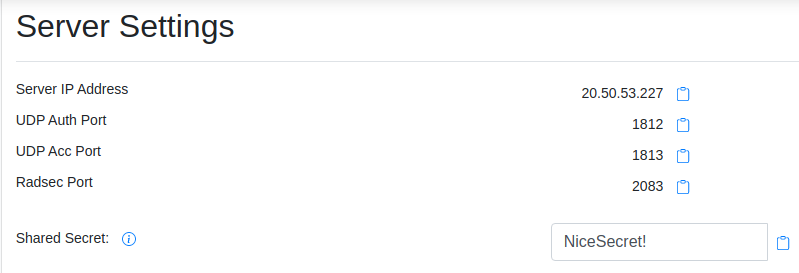 Server Settings
Server IP Address 20.50.53.227
UDP Auth Port 1812
UDP Acc Port 1813
Radsec Port 2083
Shared Secret: NiceSecret!